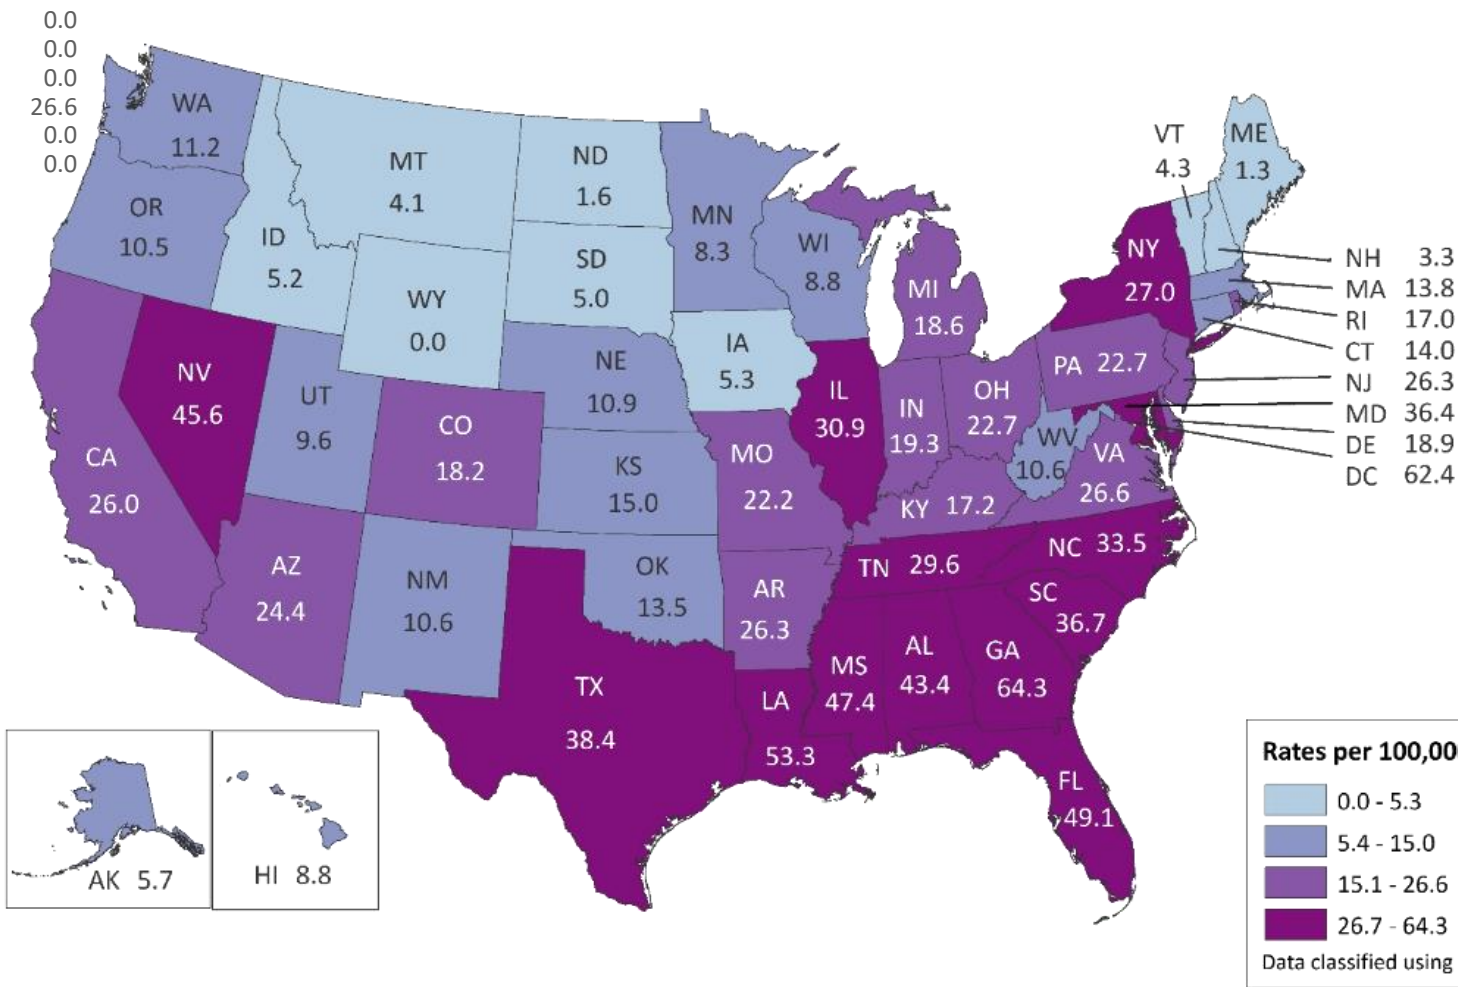 0.0
0.0
0.0
26.6
0.0
0.0
WA
11.2
OR
10.5
CA
26.0
NV
45.6
ID
5.2
MT
4.1
WY
0.0
UT
9.6
AZ
24.4
CO
18.2
NM
10.6
ND
1.6
SD
5.0
NE
10.9
KS
15.0
OK
13.5
TX
38.4
MN
8.3
IA
5.3
MO
22.2
AR
26.3
LA
53.3
WI
8.8
IL
30.9
MI
18.6
IN
19.3
OH
22.7
KY 17.2
TN 29.6
MS
47.4
AL
43.4
GA
64.3
FL
49.1
SC
36.7
NC 33.5
VA
26.6
WV
10.6
PA 22.7
NY
27.0
VT
4.3
ME
1.3
NH 3.3
MA 13.8
RI 17.0
CT 14.0
NJ 26.3
MD 36.4
DE 18.9
DC 62.4
AK 5.7
HI 8.8
Rates per 100,00
0.0 - 5.3
5.4 - 15.0
15.1 - 26.6
26.7 - 64.3
Data classified using